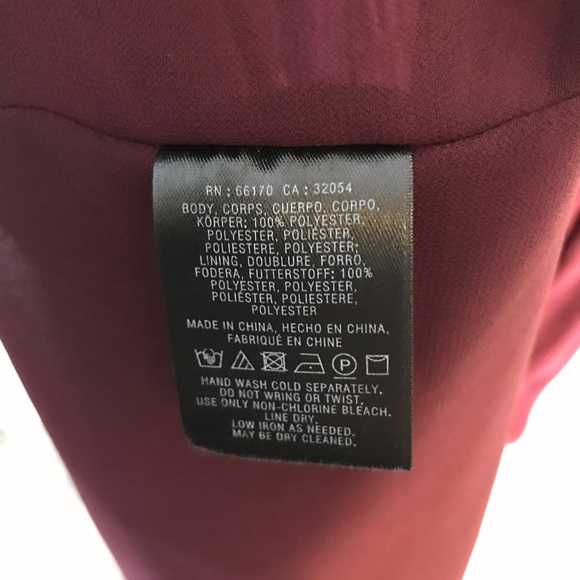 RN : 66170 CA : 32054
BODY, CORPS, CUERPO, CORPO,
KÖRPER: 100% POLYESTER,
POLYESTER, POLIÉSTER,
POLIESTERE, POLYESTER;
LINING, DOUBLURE, FORRO,
FODERA, FUTTERSTOFF: 100%
POLYESTER, POLYESTER,
POLIÉSTER, POLIESTERE,
POLYESTER
MADE IN CHINA, HECHO EN CHINA,
FABRIQUÉ EN CHINE
P
HAND WASH COLD SEPARATELY.
DO NOT WRING OR TWIST.
USE ONLY NON-CHLORINE BLEACH.
LINE DRY
LOW IRON AS NEEDED.
MAY BE DRY CLEANED.